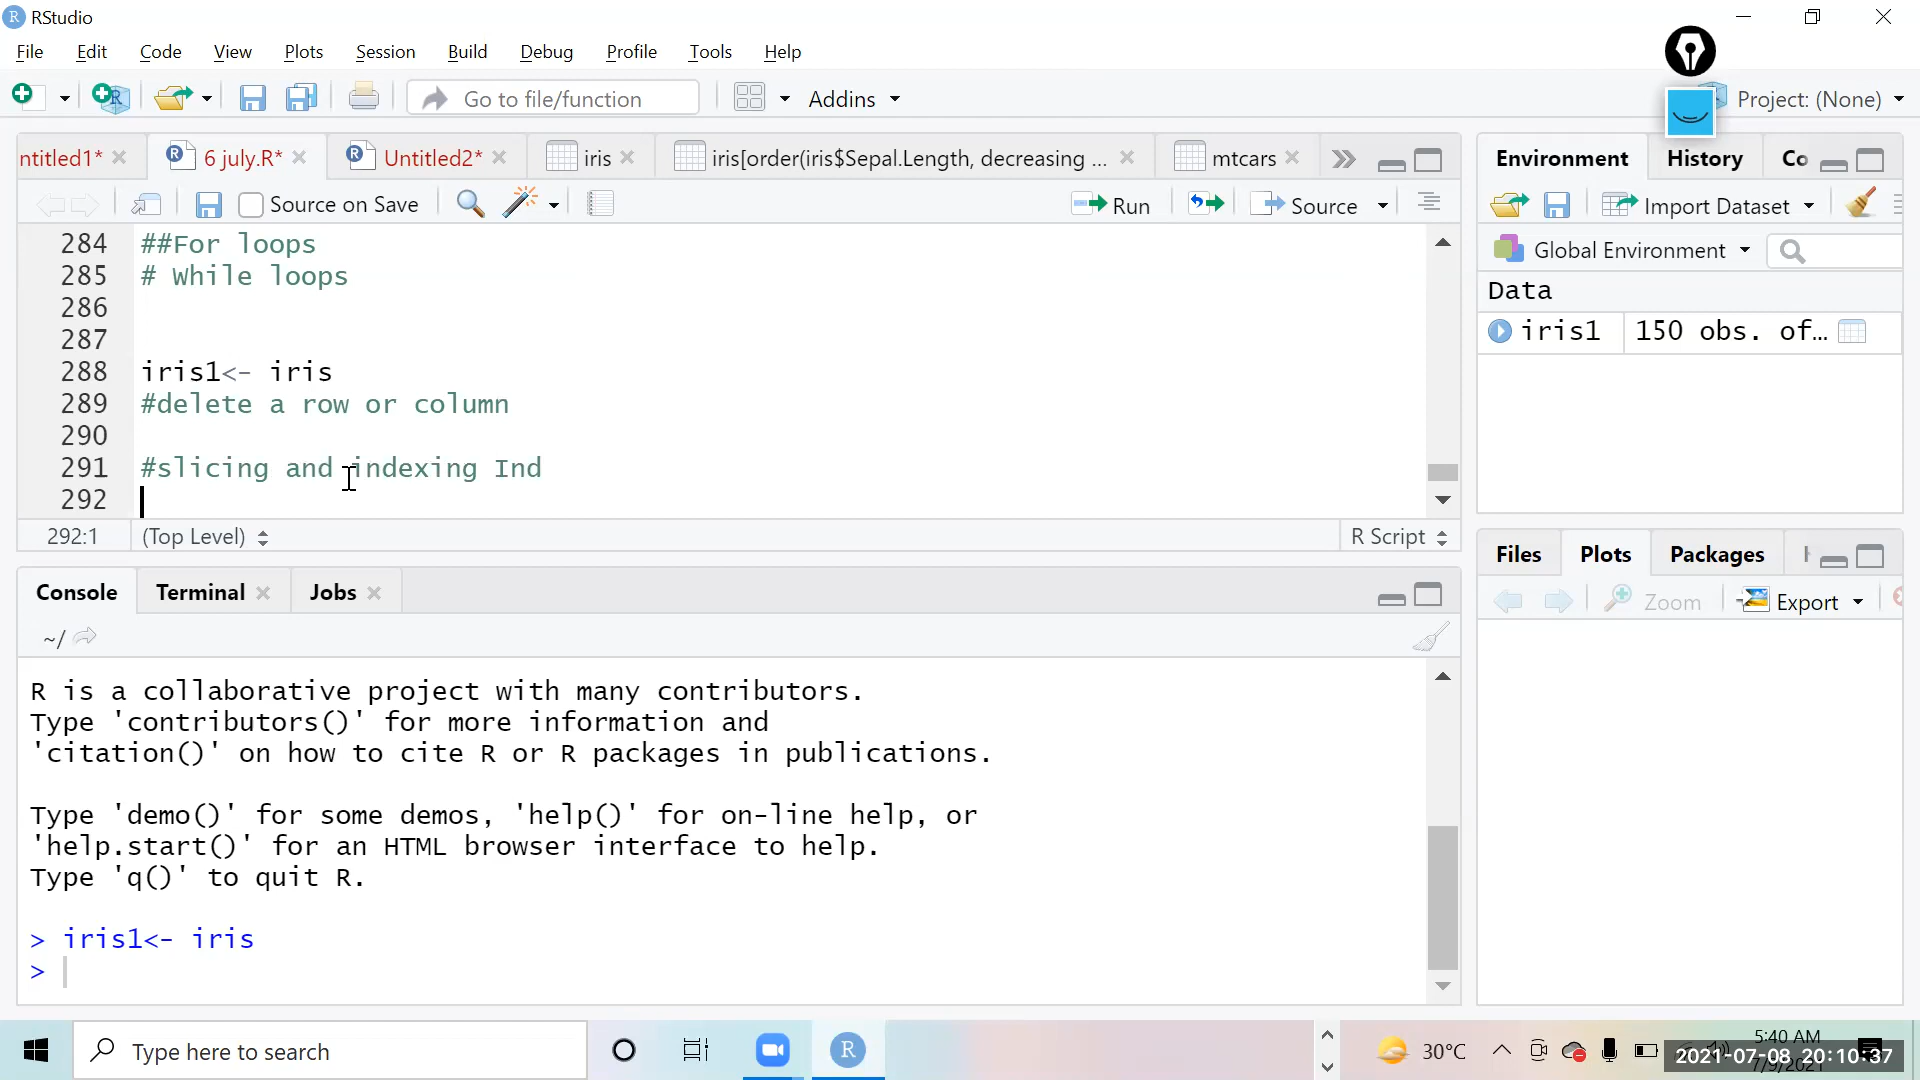 RStudio
File Edit Code View Plots Session Build Debug Profile Tools Help
Go to file/function Addins Project: (None)
ntitled1* 6 july.R* Untitled2* iris iris[order(iris$Sepal.Length, decreasing ... mtcars
Source on Save Run Source
284 ##For loops
285 # While loops
286
287
288 iris1<- iris
289 #delete a row or column
290
291 #slicing and indexing Ind
292
292:1 (Top Level) R Script
Console Terminal Jobs
~/
R is a collaborative project with many contributors.
Type 'contributors()' for more information and
'citation()' on how to cite R or R packages in publications.
Type 'demo()' for some demos, 'help()' for on-line help, or
'help.start()' for an HTML browser interface to help.
Type 'q()' to quit R.
> iris1<- iris
>
Environment History Co
Import Dataset
Global Environment
Data
iris1 150 obs. of...
Files Plots Packages
Zoom Export
Type here to search
30°C
5:40 AM
2021-07-08 20:10:37